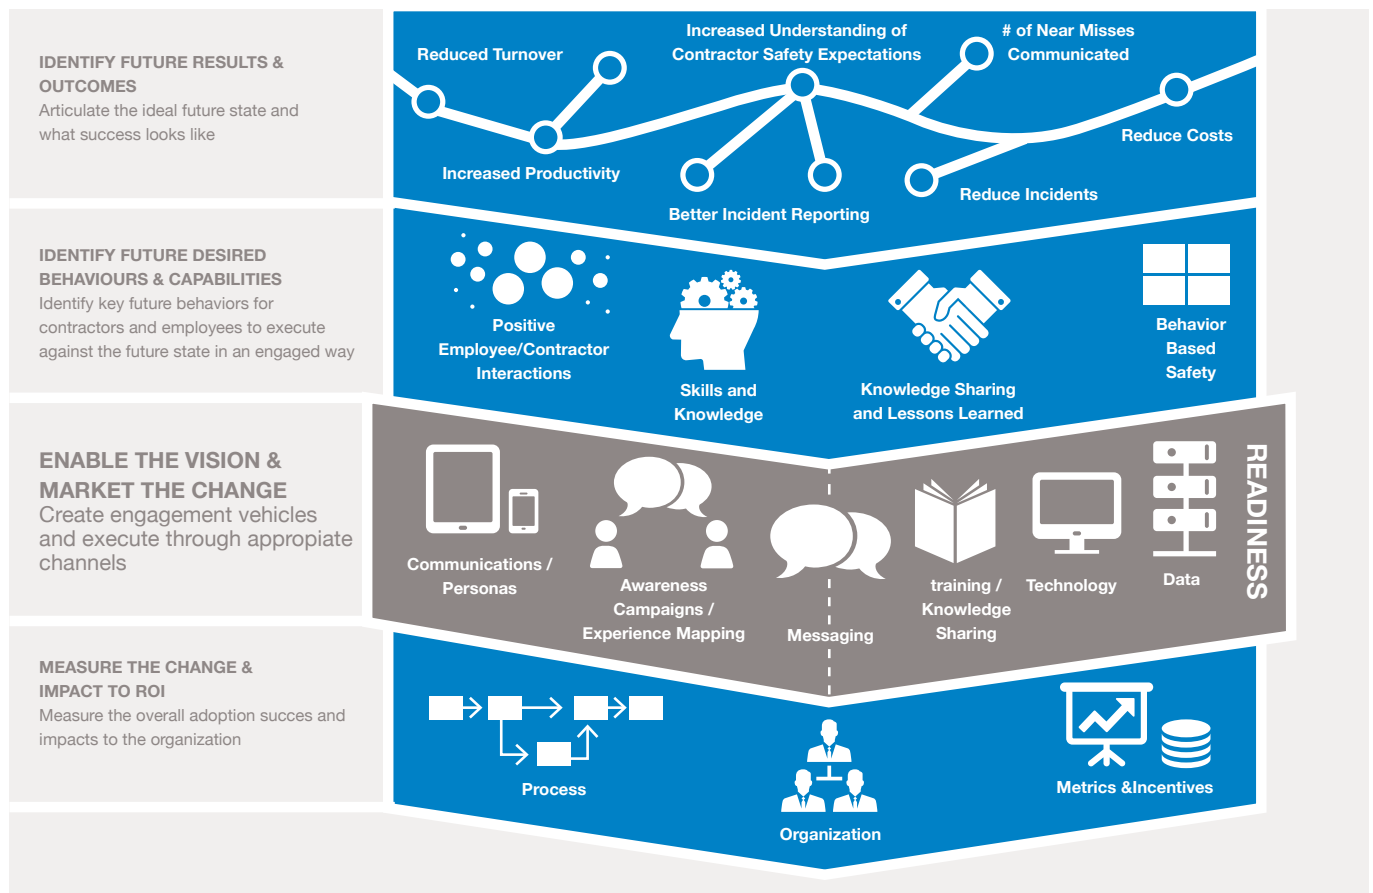 IDENTIFY FUTURE RESULTS &
OUTCOMES
Articulate the ideal future state and
what success looks like
Reduced Turnover
Increased Understanding of
Contractor Safety Expectations
# of Near Misses
Communicated
Increased Productivity
Better Incident Reporting
Reduce Incidents
Reduce Costs
IDENTIFY FUTURE DESIRED
BEHAVIOURS & CAPABILITIES
Identify key future behaviors for
contractors and employees to execute
against the future state in an engaged way
Positive
Employee/Contractor
Interactions
Skills and
Knowledge
Knowledge Sharing
and Lessons Learned
Behavior
Based
Safety
ENABLE THE VISION &
MARKET THE CHANGE
Create engagement vehicles
and execute through appropiate
channels
Communications /
Personas
Awareness
Campaigns /
Experience Mapping
Messaging
training /
Knowledge
Sharing
Technology
Data
READINESS
MEASURE THE CHANGE &
IMPACT TO ROI
Measure the overall adoption succes and
impacts to the organization
Process
Organization
Metrics &Incentives